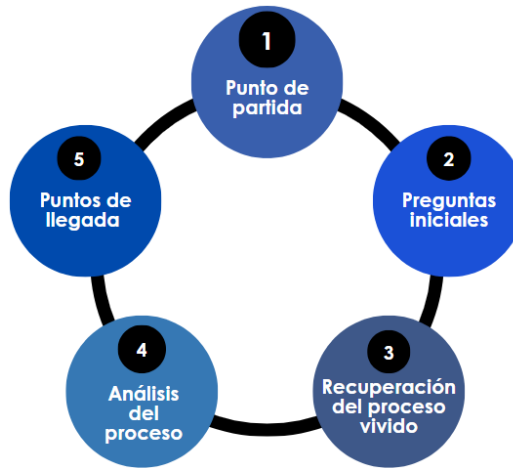 1
Punto de
partida
2
Preguntas
iniciales
3
Recuperación
del proceso
vivido
4
Análisis
del
proceso
5
Puntos de
llegada